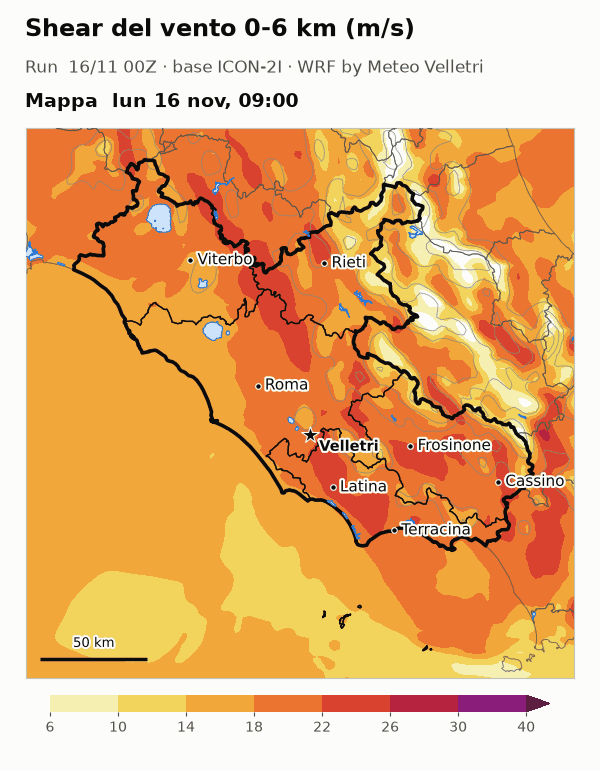 Shear del vento 0-6 km (m/s)
Run  16/11 00Z · base ICON-2I · WRF by Meteo Velletri
Mappa  lun 16 nov, 09:00
Viterbo
Rieti
Roma
Velletri
Frosinone
Latina
Cassino
Terracina
50 km
6 10 14 18 22 26 30 40